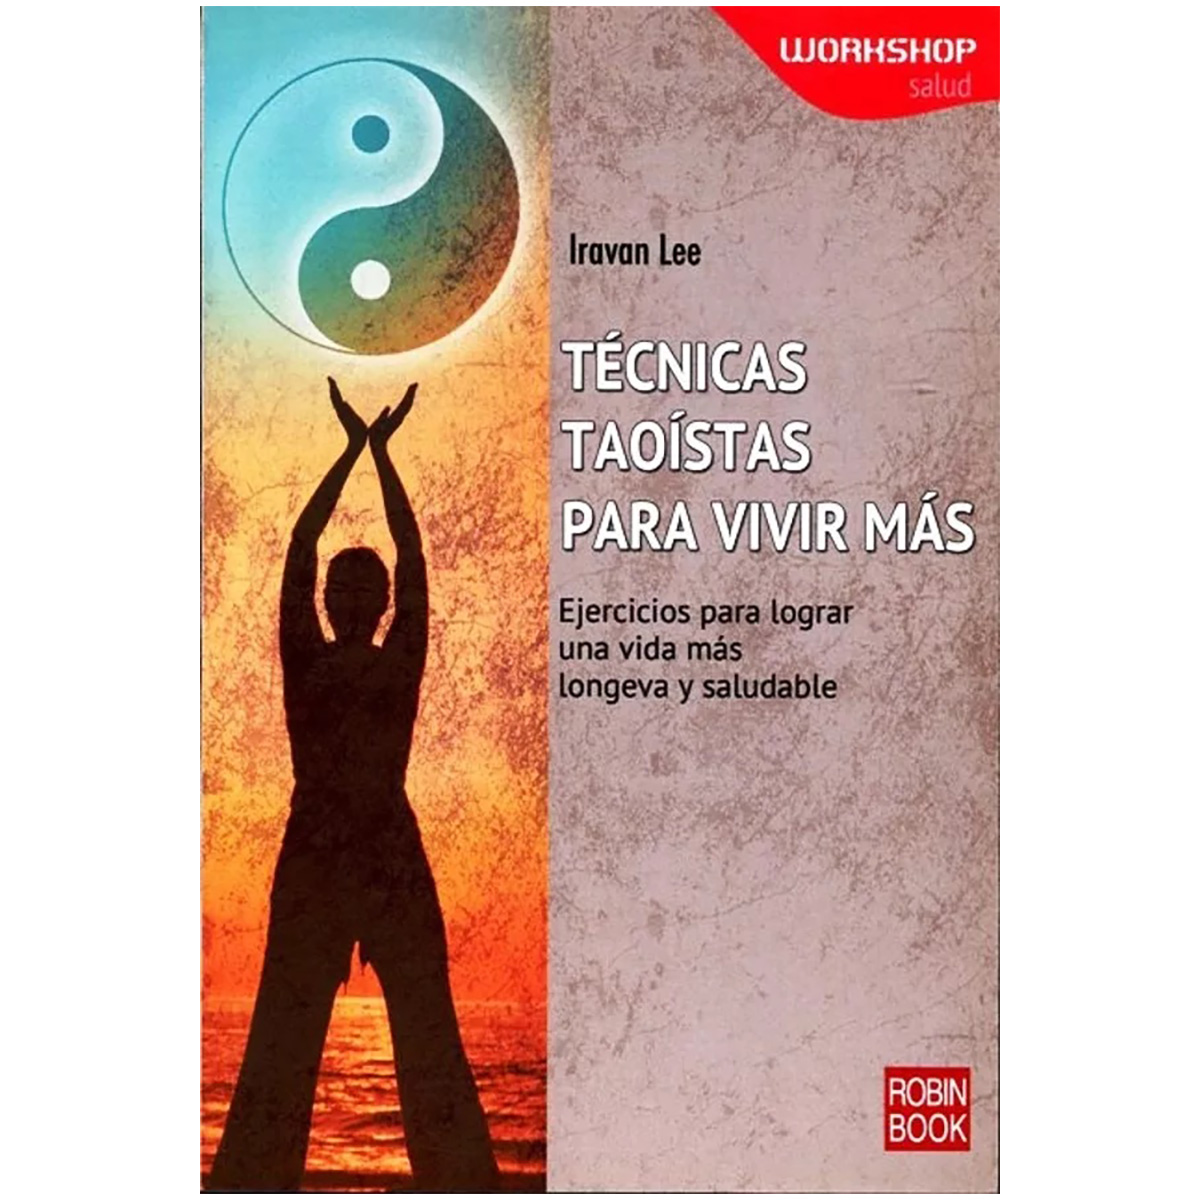 WORKSHOP
salud
Iravan Lee
TÉCNICAS
TAOÍSTAS
PARA VIVIR MÁS
Ejercicios para lograr
una vida más
longeva y saludable
ROBIN
BOOK